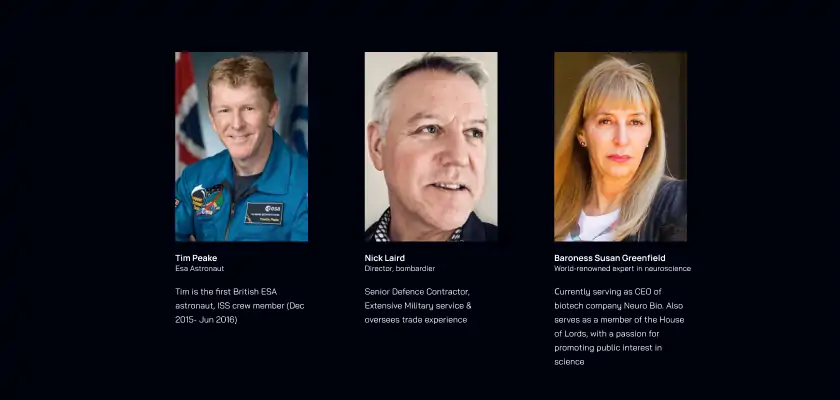 esa
Tim Peake
Esa Astronaut
Tim is the first British ESA
astronaut, ISS crew member (Dec
2015- Jun 2016)
Nick Laird
Director, bombardier
Senior Defence Contractor,
Extensive Military service &
oversees trade experience
Baroness Susan Greenfield
World-renowned expert in neuroscience
Currently serving as CEO of
biotech company Neuro Bio. Also
serves as a member of the House
of Lords, with a passion for
promoting public interest in
science